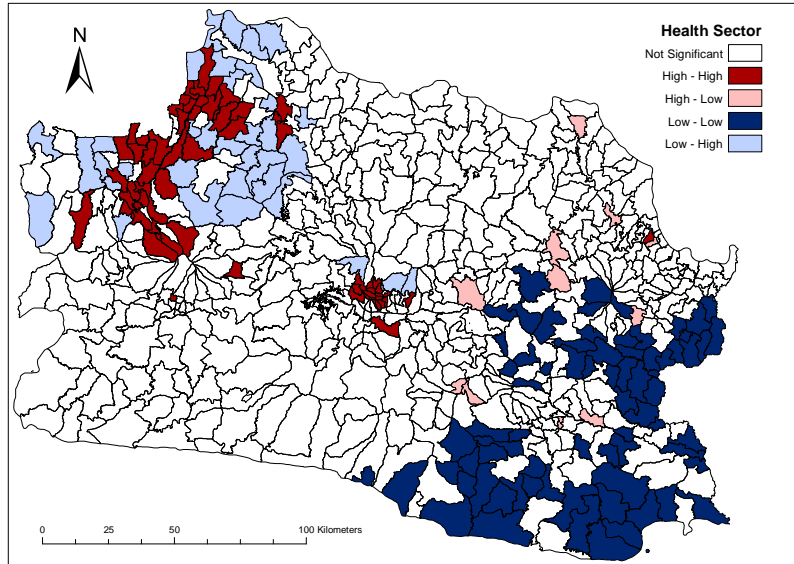 N
Health Sector
Not Significant
High - High
High - Low
Low - Low
Low - High
0 25 50 100 Kilometers